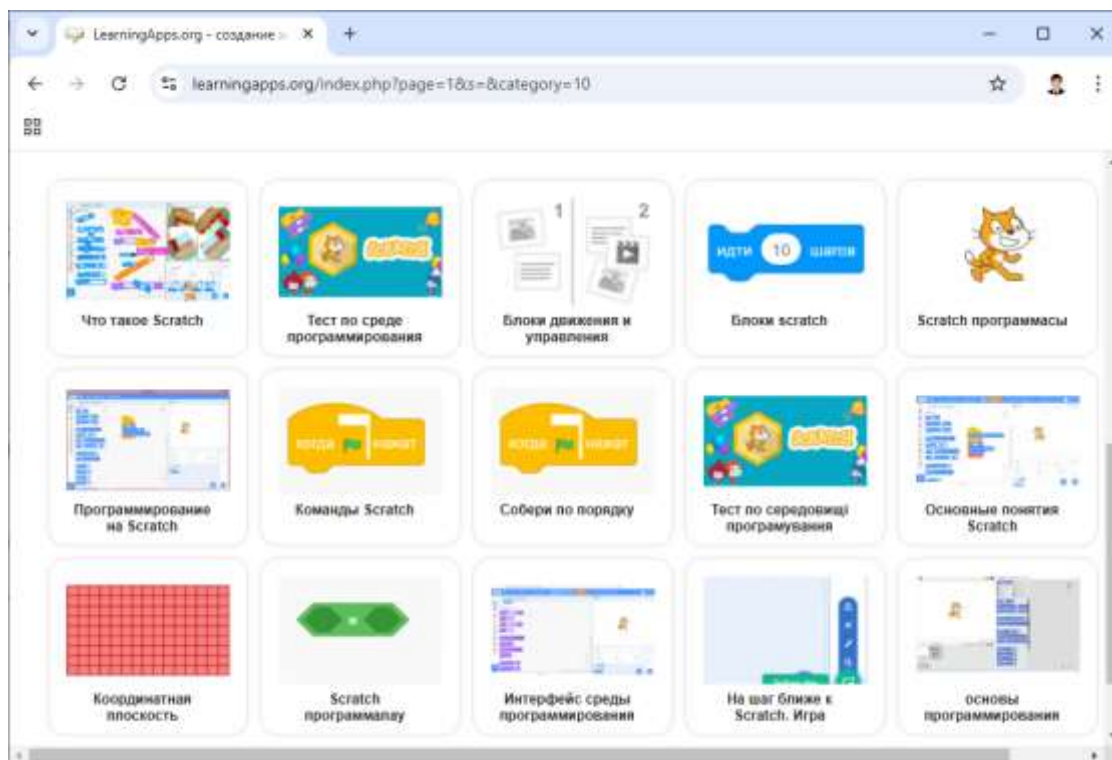 LearningApps.org – создание
learningapps.org/index.php?page=1&s=&category=10
1 2
идти 10 шагов
Что такое Scratch
Тест по среде
программирования
Блоки движения и
управления
Блоки scratch
Scratch программасы
когда нажат
когда нажат
Программирование
на Scratch
Команды Scratch
Собери по порядку
Тест по середовищі
програмування
Основные понятия
Scratch
Координатная
плоскость
Scratch
программалау
Интерфейс среды
программирования
На шаг ближе к
Scratch. Игра
основы
программирования